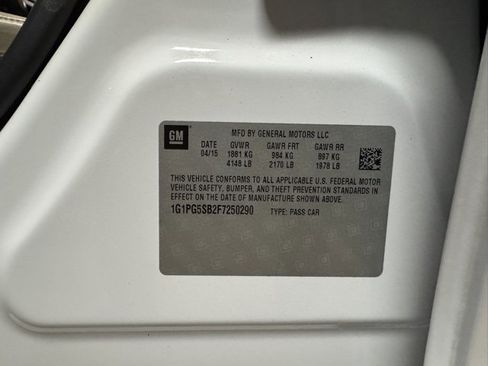 GM
MFD BY GENERAL MOTORS LLC
DATE GVWR GAWR FRT GAWR RR
04/15 1881 KG 984 KG 897 KG
4148 LB 2170 LB 1978 LB
THIS VEHICLE CONFORMS TO ALL APPLICABLE U.S. FEDERAL MOTOR
VEHICLE SAFETY, BUMPER, AND THEFT PREVENTION STANDARDS IN
EFFECT ON THE DATE OF MANUFACTURE SHOWN ABOVE.
1G1PG5SB2F7250290 TYPE: PASS CAR